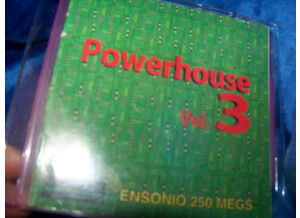 Powerhouse
Vol. 3
ENSONIQ 250 MEGS